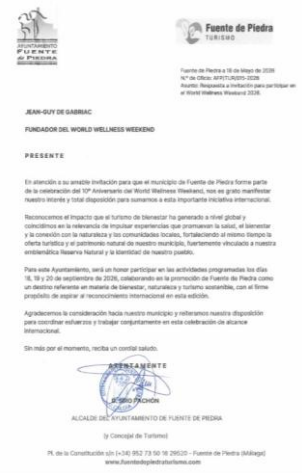 AYUNTAMIENTO
FUENTE
de PIEDRA
Fuente de Piedra
TURISMO
Fuente de Piedra a 18 de Mayo de 2026
N.º de Oficio: AFP/TUR/015-2026
Asunto: Respuesta a invitación para participar en
el World Wellness Weekend 2026.
JEAN-GUY DE GABRIAC
FUNDADOR DEL WORLD WELLNESS WEEKEND
PRESENTE
En atención a su amable invitación para que el municipio de Fuente de Piedra forme parte
de la celebración del 10º Aniversario del World Wellness Weekend, nos es grato manifestar
nuestro interés y total disposición para sumarnos a esta importante iniciativa internacional.
Reconocemos el impacto que el turismo de bienestar ha generado a nivel global y
coincidimos en la relevancia de impulsar experiencias que promuevan la salud, el bienestar
y la conexión con la naturaleza y las comunidades locales, fortaleciendo al mismo tiempo la
oferta turística y el patrimonio natural de nuestro municipio, fuertemente vinculado a nuestra
emblemática Reserva Natural y la identidad de nuestro pueblo.
Para este Ayuntamiento, será un honor participar en las actividades programadas los días
18, 19 y 20 de septiembre de 2026, colaborando en la promoción de Fuente de Piedra como
un destino referente en materia de bienestar, naturaleza y turismo sostenible, con el firme
propósito de aspirar al reconocimiento internacional en esta edición.
Agradecemos la consideración hacia nuestro municipio y reiteramos nuestra disposición
para coordinar esfuerzos y trabajar conjuntamente en esta celebración de alcance
internacional.
Sin más por el momento, reciba un cordial saludo.
ATENTAMENTE
PACHÓN
ALCALDE DEL AYUNTAMIENTO DE FUENTE DE PIEDRA
(y Concejal de Turismo)
Pl. de la Constitución s/n (+34) 952 73 50 16 29520 - Fuente de Piedra (Málaga)
www.fuentedepiedraturismo.com